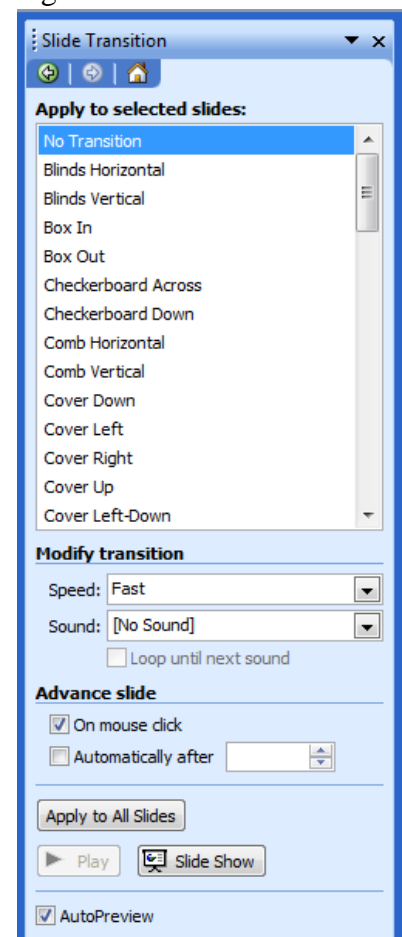 Slide Transition
Apply to selected slides:
No Transition
Blinds Horizontal
Blinds Vertical
Box In
Box Out
Checkerboard Across
Checkerboard Down
Comb Horizontal
Comb Vertical
Cover Down
Cover Left
Cover Right
Cover Up
Cover Left-Down
Modify transition
Speed: Fast
Sound: [No Sound]
Loop until next sound
Advance slide
On mouse click
Automatically after
Apply to All Slides
Play Slide Show
AutoPreview